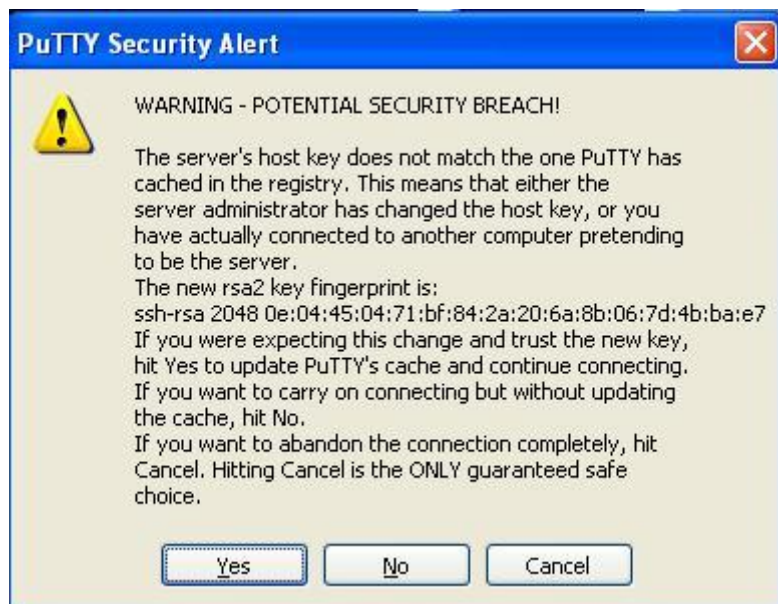 PuTTY Security Alert
WARNING - POTENTIAL SECURITY BREACH!
The server's host key does not match the one PuTTY has
cached in the registry. This means that either the
server administrator has changed the host key, or you
have actually connected to another computer pretending
to be the server.
The new rsa2 key fingerprint is:
ssh-rsa 2048 0e:04:45:04:71:bf:84:2a:20:6a:8b:06:7d:4b:ba:e7
If you were expecting this change and trust the new key,
hit Yes to update PuTTY's cache and continue connecting.
If you want to carry on connecting but without updating
the cache, hit No.
If you want to abandon the connection completely, hit
Cancel. Hitting Cancel is the ONLY guaranteed safe
choice.
Yes No Cancel